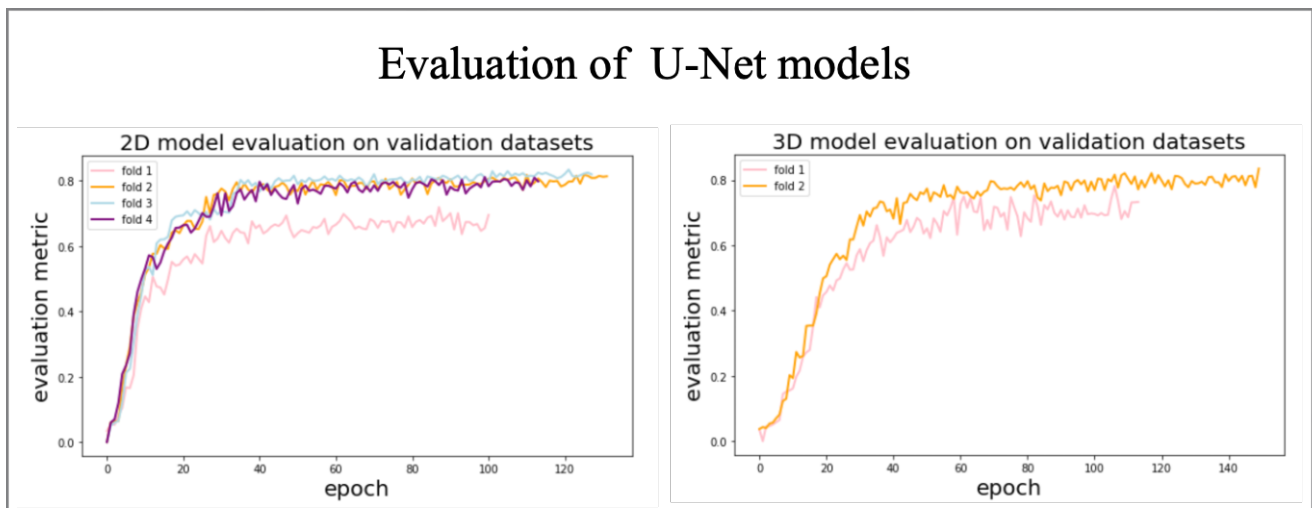 Evaluation of U-Net models
2D model evaluation on validation datasets
fold 1
fold 2
fold 3
fold 4
evaluation metric
0.8
0.6
0.4
0.2
0.0
0 20 40 60 80 100 120
epoch
3D model evaluation on validation datasets
fold 1
fold 2
evaluation metric
0.8
0.6
0.4
0.2
0.0
0 20 40 60 80 100 120 140
epoch